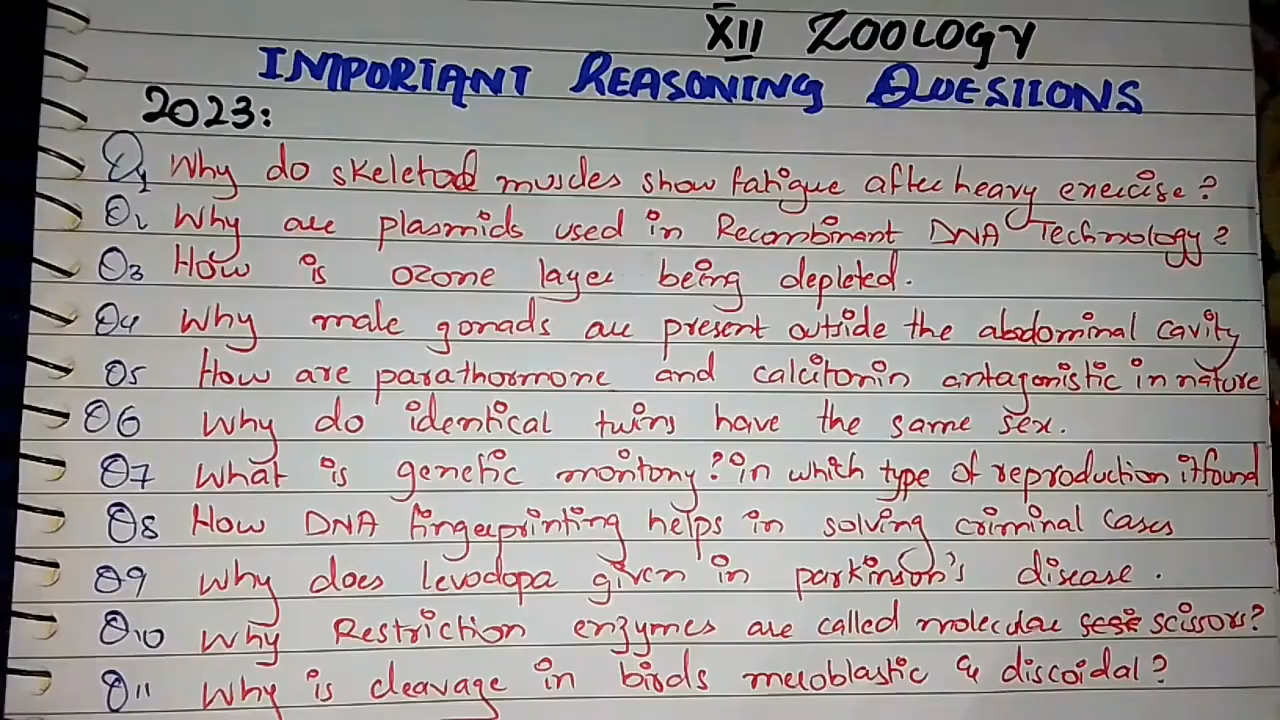 XII ZOOLOGY
IMPORTANT REASONING QUESTIONS
2023:
Q1 Why do skeletal muscles show fatigue after heavy exercise?
Q2 Why are plasmids used in Recombinant DNA Technology?
Q3 How is ozone layer being depleted.
Q4 Why male gonads are present outside the abdominal cavity
Q5 How are parathormone and calcitonin antagonistic in nature
Q6 Why do identical twins have the same sex.
Q7 What is genetic montony? in which type of reproduction it found
Q8 How DNA fingerprinting helps in solving criminal cases
Q9 Why does levodopa given in parkinson's disease.
Q10 Why Restriction enzymes are called molecular scissors?
Q11 Why is cleavage in birds meroblastic & discoidal?